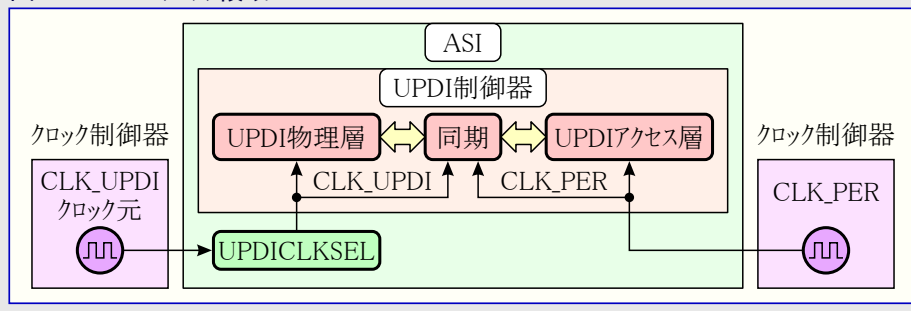 ASI
UPDI制御器
UPDI物理層
同期
UPDIアクセス層
クロック制御器
クロック制御器
CLK_UPDI
クロック元
CLK_UPDI
CLK_PER
CLK_PER
UPDICLKSEL